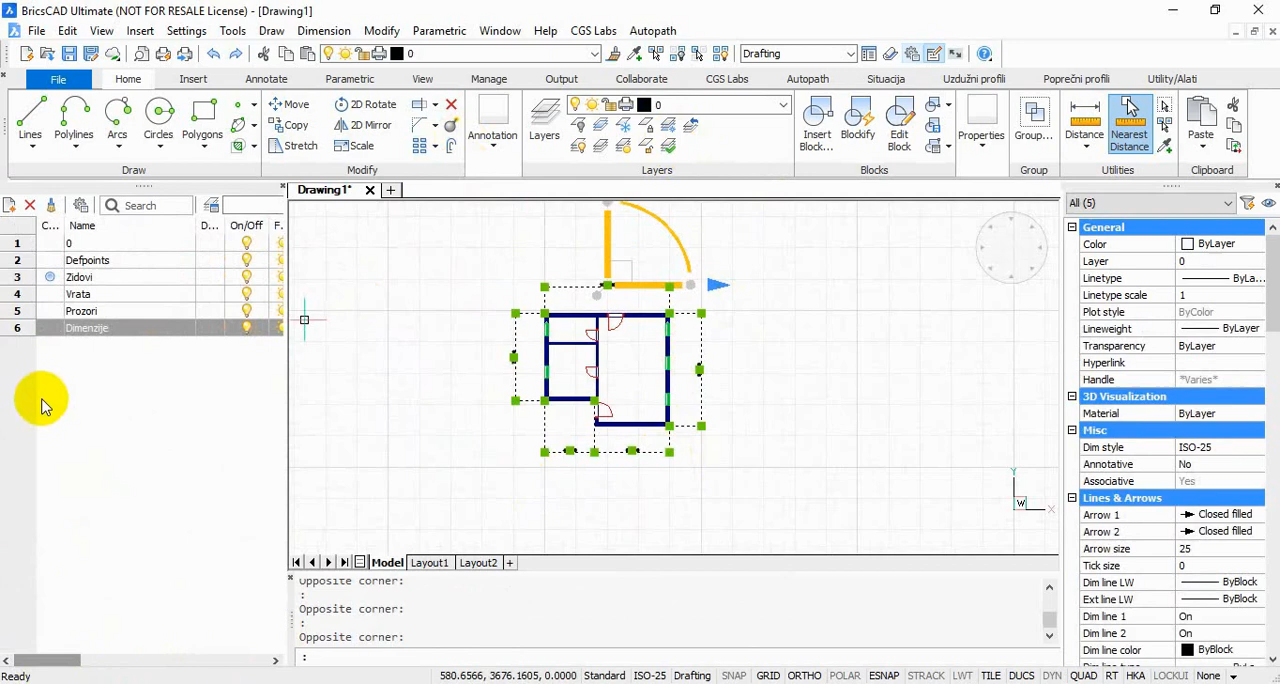 BricsCAD Ultimate (NOT FOR RESALE License) - [Drawing1]
File Edit View Insert Settings Tools Draw Dimension Modify Parametric Window Help CGS Labs Autopath
0 Drafting
File Home Insert Annotate Parametric View Manage Output Collaborate CGS Labs Autopath Situacja Uzdužni profili Poprečni profili Utility/Alati
Lines Polylines Arcs Circles Polygons
Move 2D Rotate
Copy 2D Mirror
Stretch Scale
Annotation
Layers
0
Insert Block...
Blockify
Edit Block
Properties
Group...
Distance
Nearest Distance
Paste
Draw Modify Layers Blocks Group Utilities Clipboard
Search
Drawing1*
C... Name D... On/Off F.
1 0
2 Defpoints
3 Zidovi
4 Vrata
5 Prozori
6 Dimenzije
Y
W
X
All (5)
General
Color ByLayer
Layer 0
Linetype ByLa...
Linetype scale 1
Plot style ByColor
Lineweight ByLayer
Transparency ByLayer
Hyperlink
Handle *Varies*
3D Visualization
Material ByLayer
Misc
Dim style ISO-25
Annotative No
Associative Yes
Lines & Arrows
Arrow 1 Closed filled
Arrow 2 Closed filled
Arrow size 25
Tick size 0
Dim line LW ByBlock
Ext line LW ByBlock
Dim line 1 On
Dim line 2 On
Dim line color ByBlock
Model Layout1 Layout2
Opposite corner:
:
Opposite corner:
:
Opposite corner:
:
Ready 580.6566, 3676.1605, 0.0000 Standard ISO-25 Drafting SNAP GRID ORTHO POLAR ESNAP STRACK LWT TILE DUCS DYN QUAD RT HKA LOCKUI None